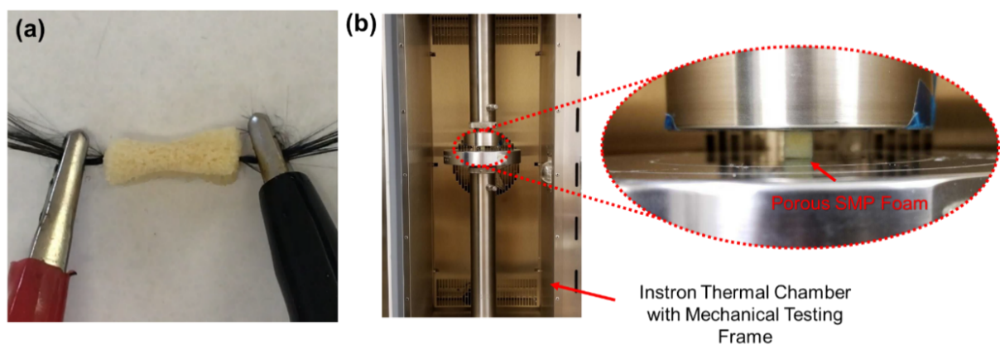 (a)
(b)
Porous SMP Foam
Instron Thermal Chamber
with Mechanical Testing
Frame